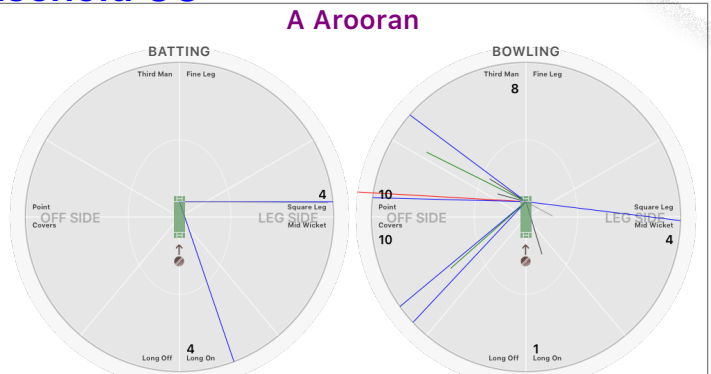 A Arooran
BATTING
Third Man
Fine Leg
4
Point
Square Leg
OFF SIDE
LEG SIDE
Covers
Mid Wicket
4
Long Off
Long On
BOWLING
Third Man
Fine Leg
8
10
Point
Square Leg
OFF SIDE
LEG SIDE
Covers
Mid Wicket
10
4
1
Long Off
Long On